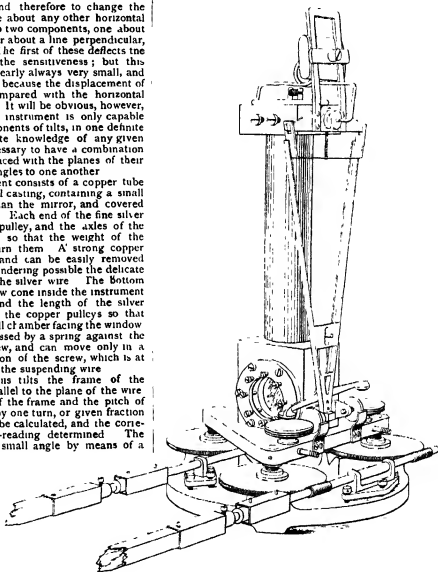 nd therefore to change the
about any other horizontal
two components, one about
r about a line perpendicular,
he first of these deflects the
the sensitiveness; but this
early always very small, and
because the displacement of
mpared with the horizontal
It will be obvious, however,
instrument is only capable
onents of tilts, in one definite
te knowledge of any given
essary to have a combination
aced with the planes of their
ngles to one another
ent consists of a copper tube
l casting, containing a small
an the mirror, and covered
Each end of the fine silver
pulley, and the axles of the
so that the weight of the
urn them A strong copper
and can be easily removed
ndering possible the delicate
he silver wire The bottom
w cone inside the instrument
nd the length of the silver
the copper pulleys so that
ll chamber facing the window
ssed by a spring against the
ew, and can move only in a
on of the screw, which is at
the suspending wire
us tilts the frame of the
allel to the plane of the wire
f the frame and the pitch of
by one turn, or given fraction
be calculated, and the corre-
-reading determined The
small angle by means of a